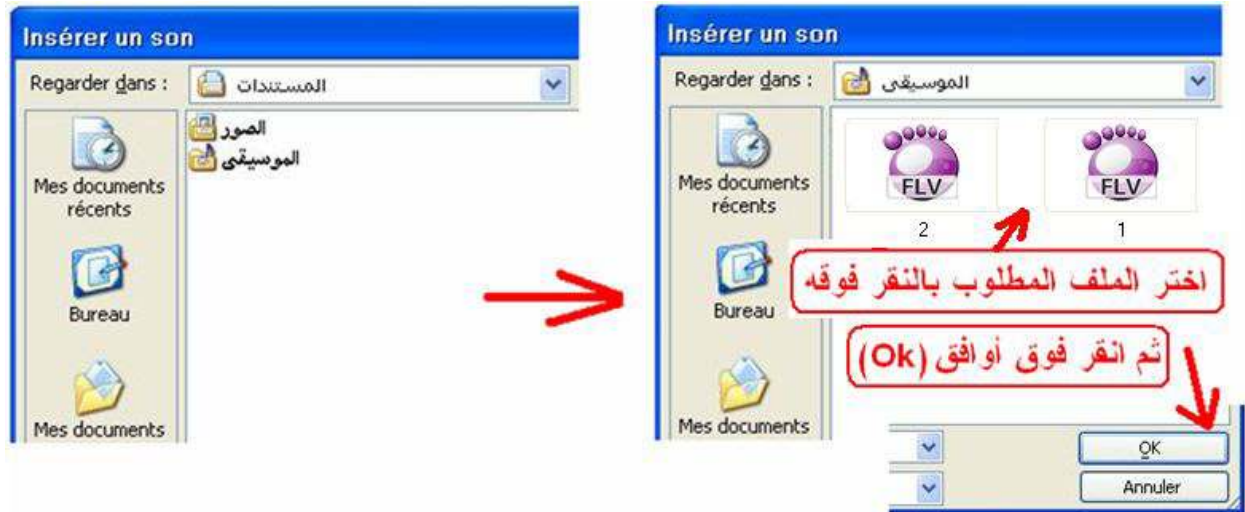 Insérer un son
Regarder dans :
المستندات
الصور
الموسيقى
Mes documents
récents
Bureau
Mes documents
Insérer un son
Regarder dans :
الموسيقى
Mes documents
récents
Bureau
Mes documents
FLV
FLV
2
1
اختر الملف المطلوب بالنقر فوقه
ثم انقر فوق أوافق (Ok)
OK
Annuler